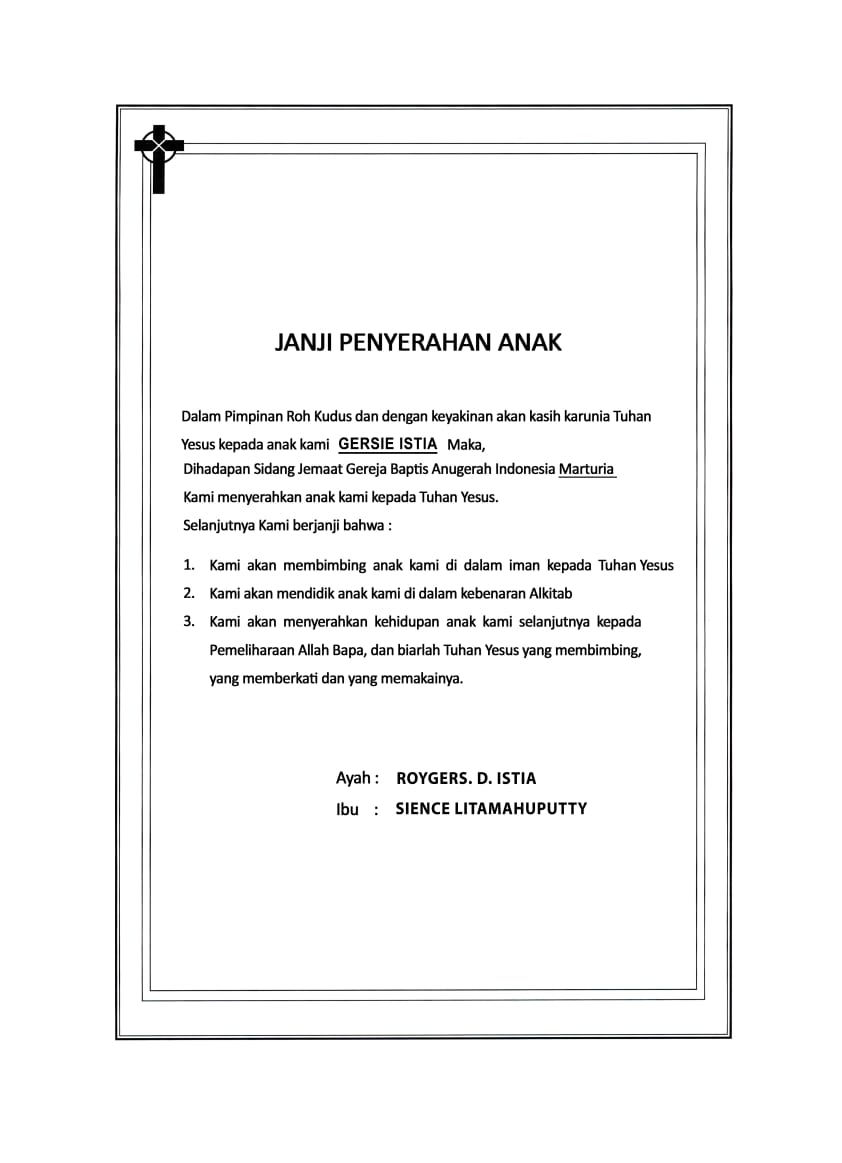 JANJI PENYERAHAN ANAK
Dalam Pimpinan Roh Kudus dan dengan keyakinan akan kasih karunia Tuhan
Yesus kepada anak kami GERSIE ISTIA Maka,
Dihadapan Sidang Jemaat Gereja Baptis Anugerah Indonesia Marturia
Kami menyerahkan anak kami kepada Tuhan Yesus.
Selanjutnya Kami berjanji bahwa :
1. Kami akan membimbing anak kami di dalam iman kepada Tuhan Yesus
2. Kami akan mendidik anak kami di dalam kebenaran Alkitab
3. Kami akan menyerahkan kehidupan anak kami selanjutnya kepada
Pemeliharaan Allah Bapa, dan biarlah Tuhan Yesus yang membimbing,
yang memberkati dan yang memakainya.
Ayah : ROYGERS. D. ISTIA
Ibu : SIENCE LITAMAHUPUTTY